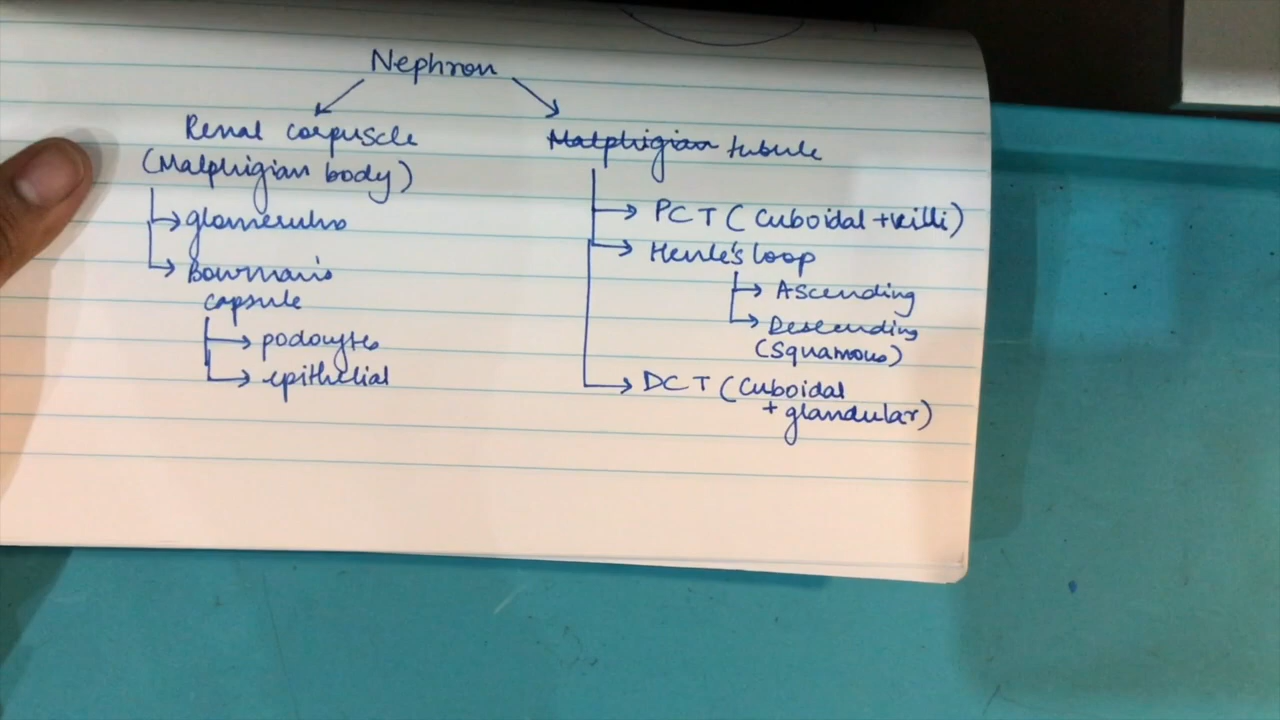 Nephron
Renal corpuscle
(Malphigian body)
glomerulus
Bowman's
capsule
podocytes
epithelial
Malphigian tubule
PCT (Cuboidal + villi)
Henle's loop
Ascending
Descending
(Squamous)
DCT (Cuboidal
+ glandular)